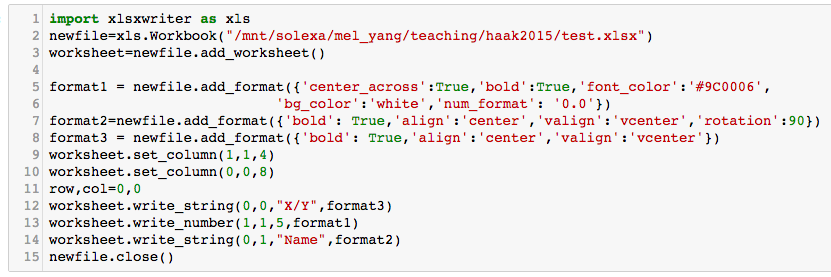 1 import xlsxwriter as xls
2 newfile=xls.Workbook("/mnt/solexa/mel_yang/teaching/haak2015/test.xlsx")
3 worksheet=newfile.add_worksheet()
4
5 format1 = newfile.add_format({'center_across':True,'bold':True,'font_color':'#9C0006',
6                             'bg_color':'white','num_format': '0.0'})
7 format2=newfile.add_format({'bold': True,'align':'center','valign':'vcenter','rotation':90})
8 format3 = newfile.add_format({'bold': True,'align':'center','valign':'vcenter'})
9 worksheet.set_column(1,1,4)
10 worksheet.set_column(0,0,8)
11 row,col=0,0
12 worksheet.write_string(0,0,"X/Y",format3)
13 worksheet.write_number(1,1,5,format1)
14 worksheet.write_string(0,1,"Name",format2)
15 newfile.close()